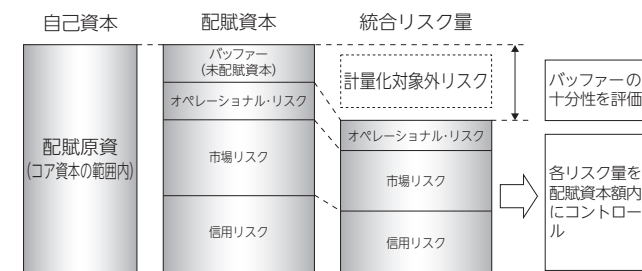 自己資本
配賦資本
統合リスク量
配賦原資
(コア資本の範囲内)
バッファー
(未配賦資本)
オペレーショナル・リスク
市場リスク
信用リスク
計量化対象外リスク
オペレーショナル・リスク
市場リスク
信用リスク
バッファーの
十分性を評価
各リスク量を
配賦資本額内
にコントロー
ル